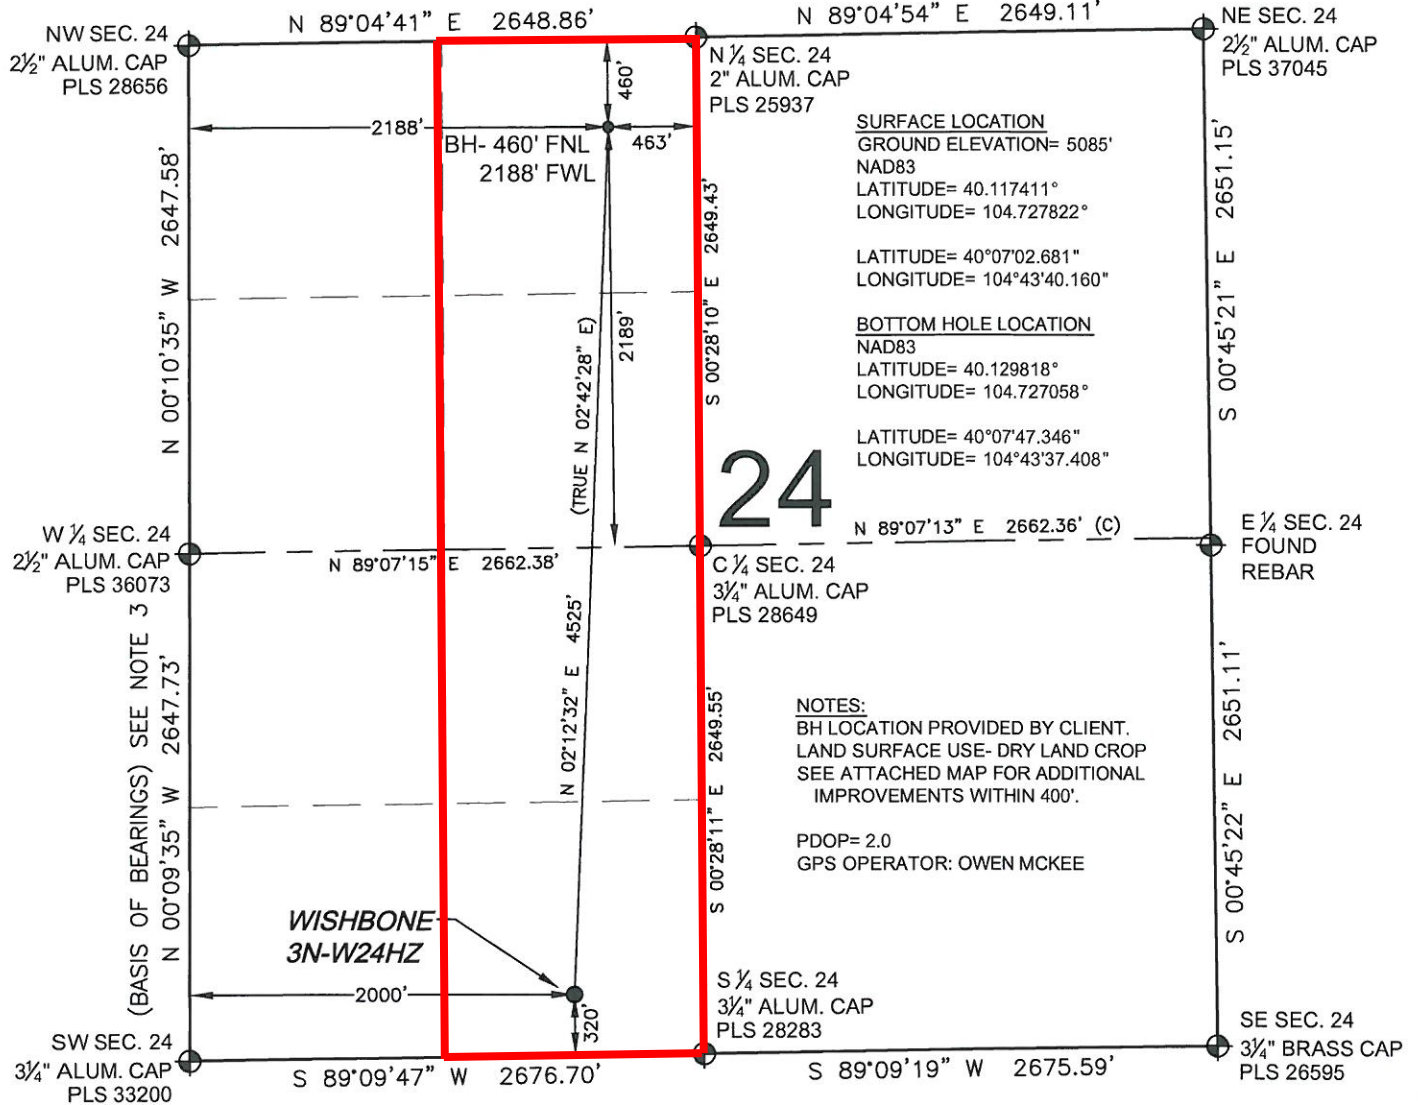 N 89°04'41" E 2648.86'
N 89°04'54" E 2649.11'
NW SEC. 24
2½" ALUM. CAP
PLS 28656
N ¼ SEC. 24
2" ALUM. CAP
PLS 25937
NE SEC. 24
2½" ALUM. CAP
PLS 37045
460'
2188'
463'
BH- 460' FNL
2188' FWL
SURFACE LOCATION
GROUND ELEVATION= 5085'
NAD83
LATITUDE= 40.117411°
LONGITUDE= 104.727822°
LATITUDE= 40°07'02.681"
LONGITUDE= 104°43'40.160"
BOTTOM HOLE LOCATION
NAD83
LATITUDE= 40.129818°
LONGITUDE= 104.727058°
LATITUDE= 40°07'47.346"
LONGITUDE= 104°43'37.408"
N 00°10'35" W 2647.58'
(TRUE N 02°42'28" E)
2189'
S 00°28'10" E 2649.43'
S 00°45'21" E 2651.15'
24
W ¼ SEC. 24
2½" ALUM. CAP
PLS 36073
N 89°07'15" E 2662.38'
N 89°07'13" E 2662.36' (C)
C ¼ SEC. 24
3¼" ALUM. CAP
PLS 28649
E ¼ SEC. 24
FOUND
REBAR
(BASIS OF BEARINGS) SEE NOTE 3
N 00°09'35" W 2647.73'
N 02°12'32" E 4525'
S 00°28'11" E 2649.55'
S 00°45'22" E 2651.11'
NOTES:
BH LOCATION PROVIDED BY CLIENT.
LAND SURFACE USE- DRY LAND CROP
SEE ATTACHED MAP FOR ADDITIONAL
IMPROVEMENTS WITHIN 400'.
PDOP= 2.0
GPS OPERATOR: OWEN MCKEE
WISHBONE
3N-W24HZ
2000'
320'
SW SEC. 24
3¼" ALUM. CAP
PLS 33200
S 89°09'47" W 2676.70'
S ¼ SEC. 24
3¼" ALUM. CAP
PLS 28283
S 89°09'19" W 2675.59'
SE SEC. 24
3¼" BRASS CAP
PLS 26595